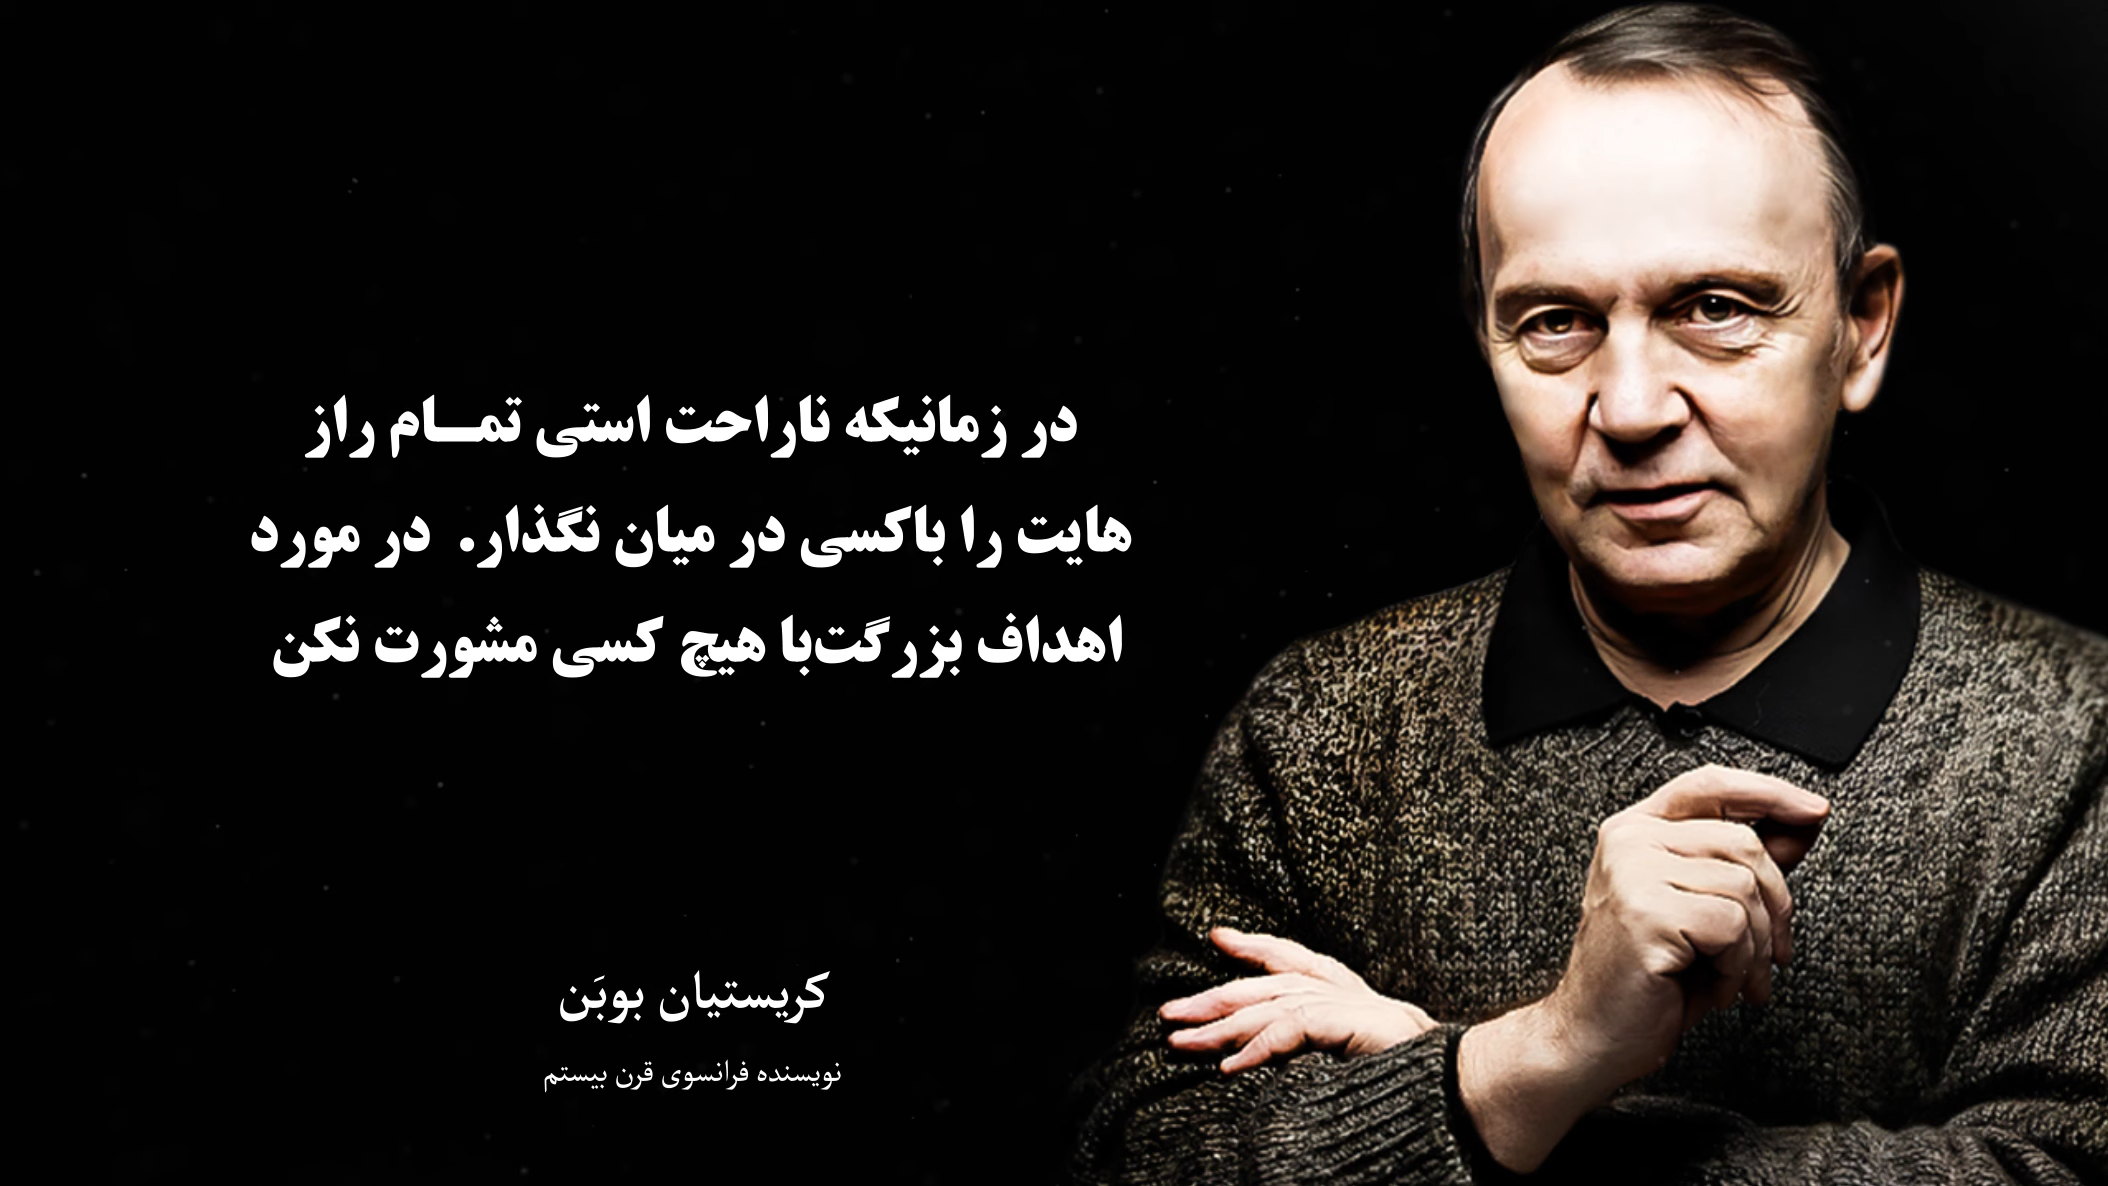 در زمانیکه ناراحت استی تمـــام راز
هایت را باکسی در میان نگذار. در مورد
اهداف بزرگت‌با هیچ کسی مشورت نکن
کریستیان بوبَن
نویسنده فرانسوی قرن بیستم